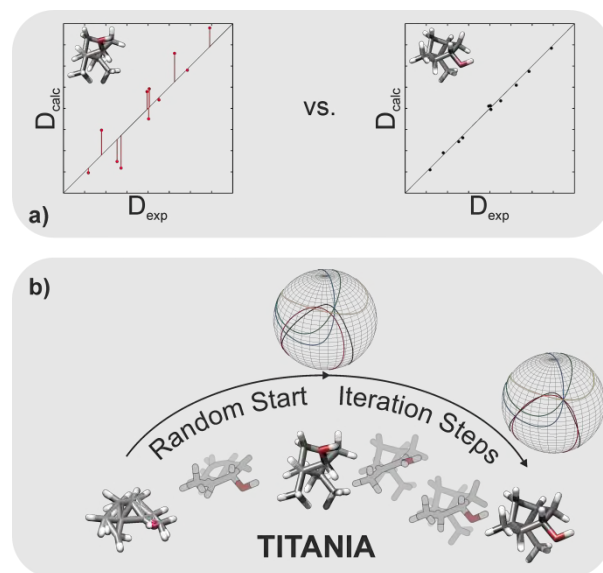 D_calc
D_exp
vs.
D_calc
D_exp
a)
b)
Random Start
Iteration Steps
TITANIA